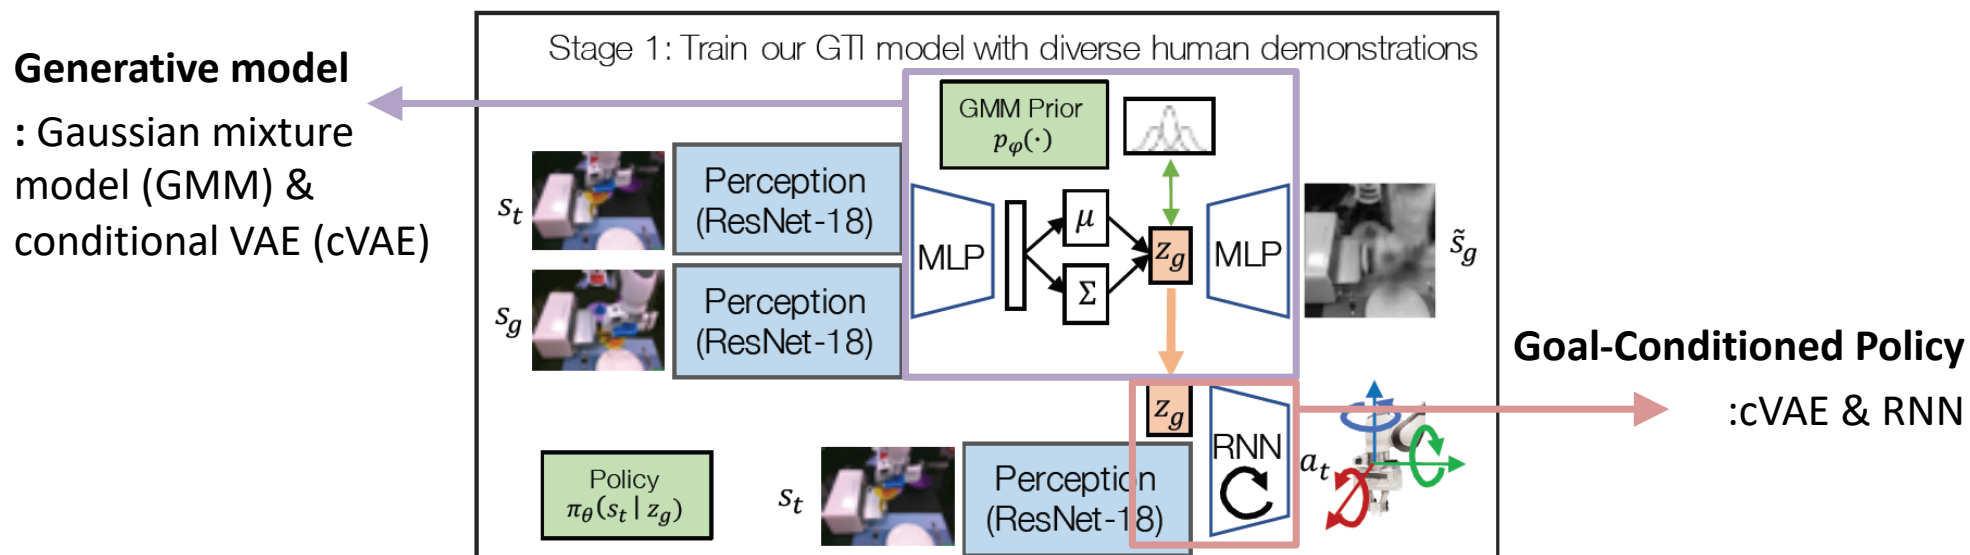 Stage 1: Train our GTI model with diverse human demonstrations
Generative model
: Gaussian mixture
model (GMM) &
conditional VAE (cVAE)
GMM Prior
p_φ(·)
s_t
Perception
(ResNet-18)
s_g
Perception
(ResNet-18)
MLP
μ
Σ
z_g
MLP
s̃_g
Goal-Conditioned Policy
:cVAE & RNN
z_g
RNN
a_t
Policy
π_θ(s_t | z_g)
s_t
Perception
(ResNet-18)